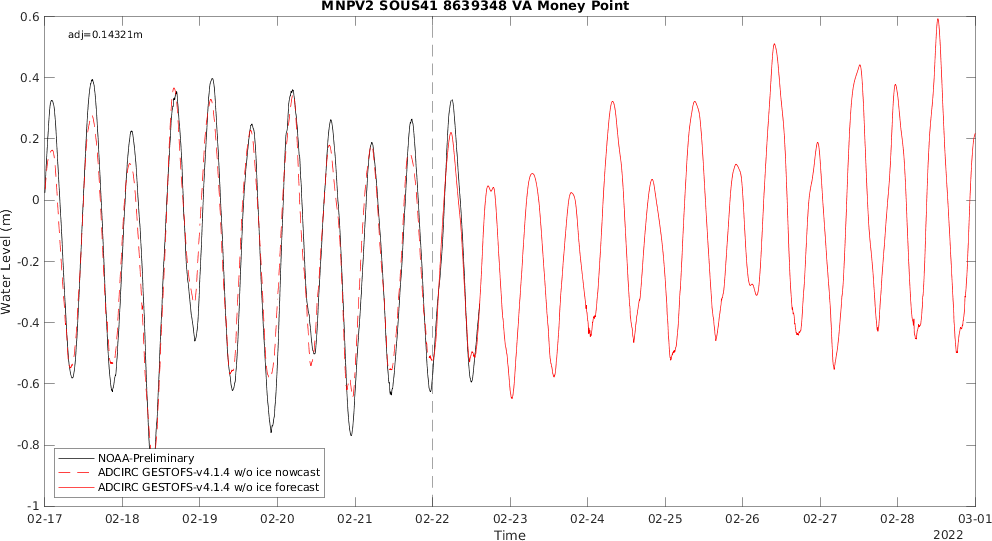 MNPV2 SOUS41 8639348 VA Money Point
adj=0.14321m
0.6
0.4
0.2
0
-0.2
-0.4
-0.6
-0.8
-1
Water Level (m)
NOAA-Preliminary
ADCIRC GESTOFS-v4.1.4 w/o ice nowcast
ADCIRC GESTOFS-v4.1.4 w/o ice forecast
02-17 02-18 02-19 02-20 02-21 02-22 02-23 02-24 02-25 02-26 02-27 02-28 03-01
Time
2022